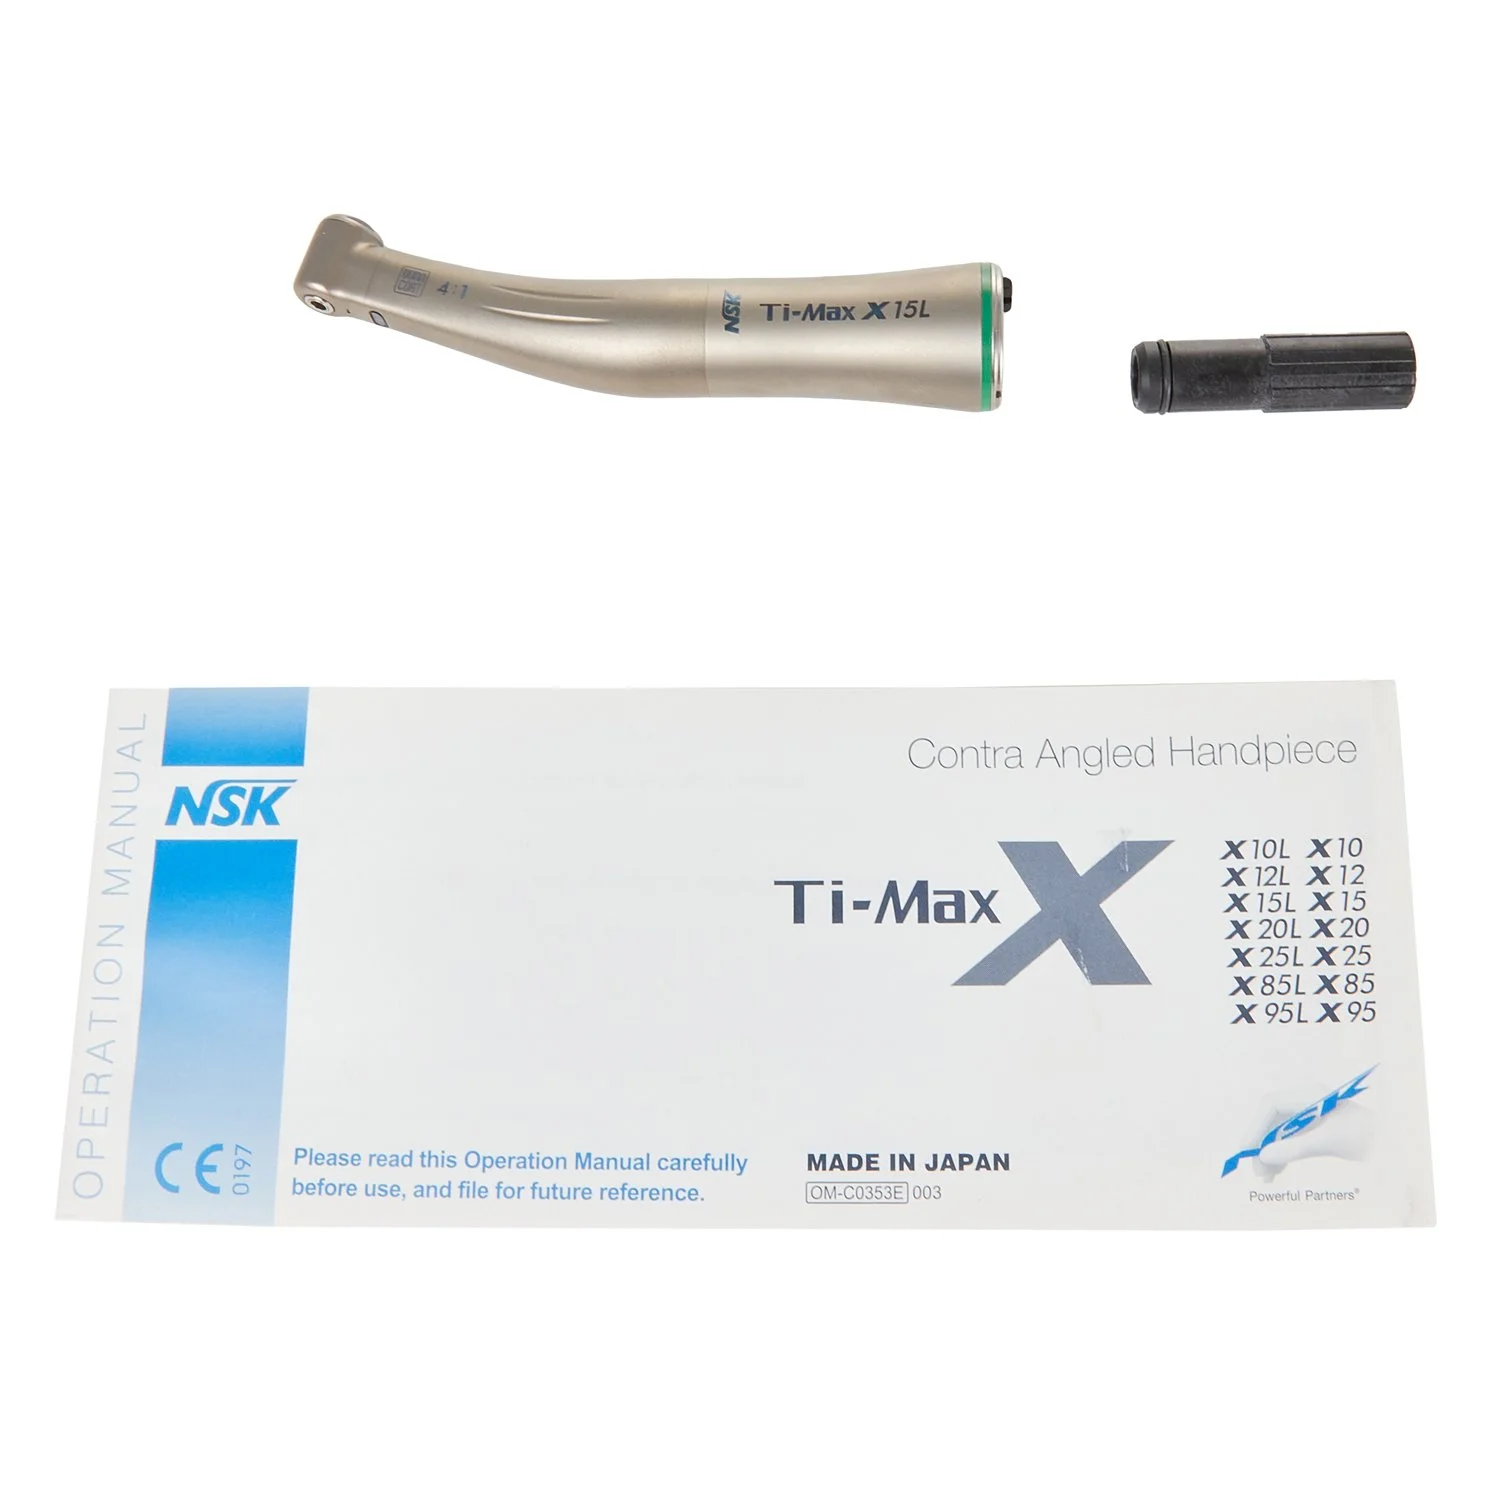 DURA
COAT
4:1
NSK
Ti-Max X 15L
OPERATION MANUAL
NSK
Contra Angled Handpiece
Ti-Max X
X10L X10
X12L X12
X15L X15
X20L X20
X25L X25
X85L X85
X95L X95
CE 0197
Please read this Operation Manual carefully
before use, and file for future reference.
MADE IN JAPAN
OM-C0353E 003
NSK
Powerful Partners®